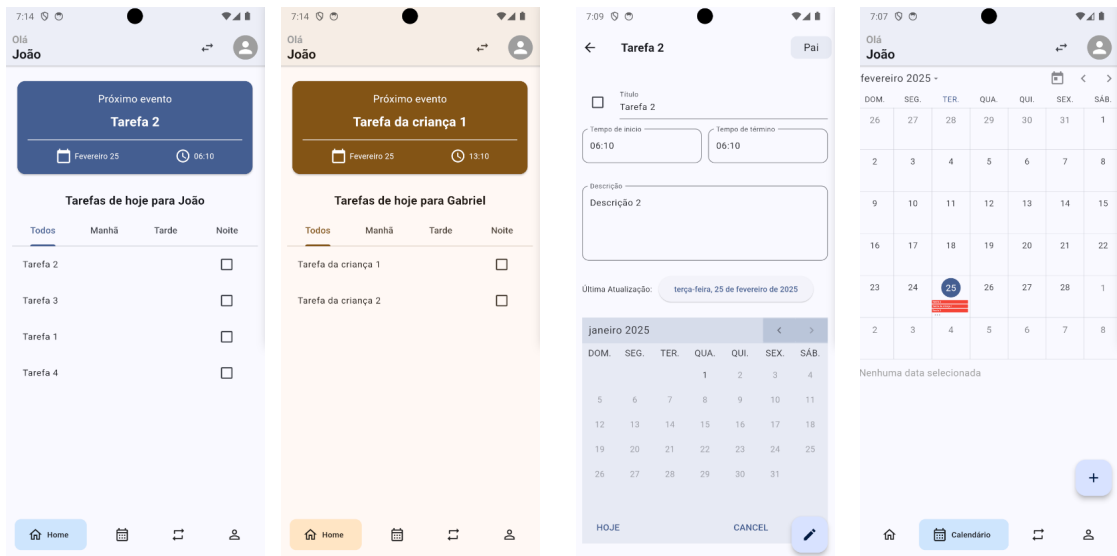 7:14
Olá
João
Próximo evento
Tarefa 2
Fevereiro 25 06:10
Tarefas de hoje para João
Todos Manhã Tarde Noite
Tarefa 2
Tarefa 3
Tarefa 1
Tarefa 4
Home
7:14
Olá
João
Próximo evento
Tarefa da criança 1
Fevereiro 25 13:10
Tarefas de hoje para Gabriel
Todos Manhã Tarde Noite
Tarefa da criança 1
Tarefa da criança 2
Home
7:09
Tarefa 2 Pai
Título
Tarefa 2
Tempo de início Tempo de término
06:10 06:10
Descrição
Descrição 2
Última Atualização: terça-feira, 25 de fevereiro de 2025
janeiro 2025
DOM. SEG. TER. QUA. QUI. SEX. SÁB.
1 2 3 4
5 6 7 8 9 10 11
12 13 14 15 16 17 18
19 20 21 22 23 24 25
26 27 28 29 30 31
HOJE CANCEL
7:07
Olá
João
fevereiro 2025
DOM. SEG. TER. QUA. QUI. SEX. SÁB.
26 27 28 29 30 31 1
2 3 4 5 6 7 8
9 10 11 12 13 14 15
16 17 18 19 20 21 22
23 24 25 26 27 28 1
2 3 4 5 6 7 8
Nenhuma data selecionada
+
Calendário